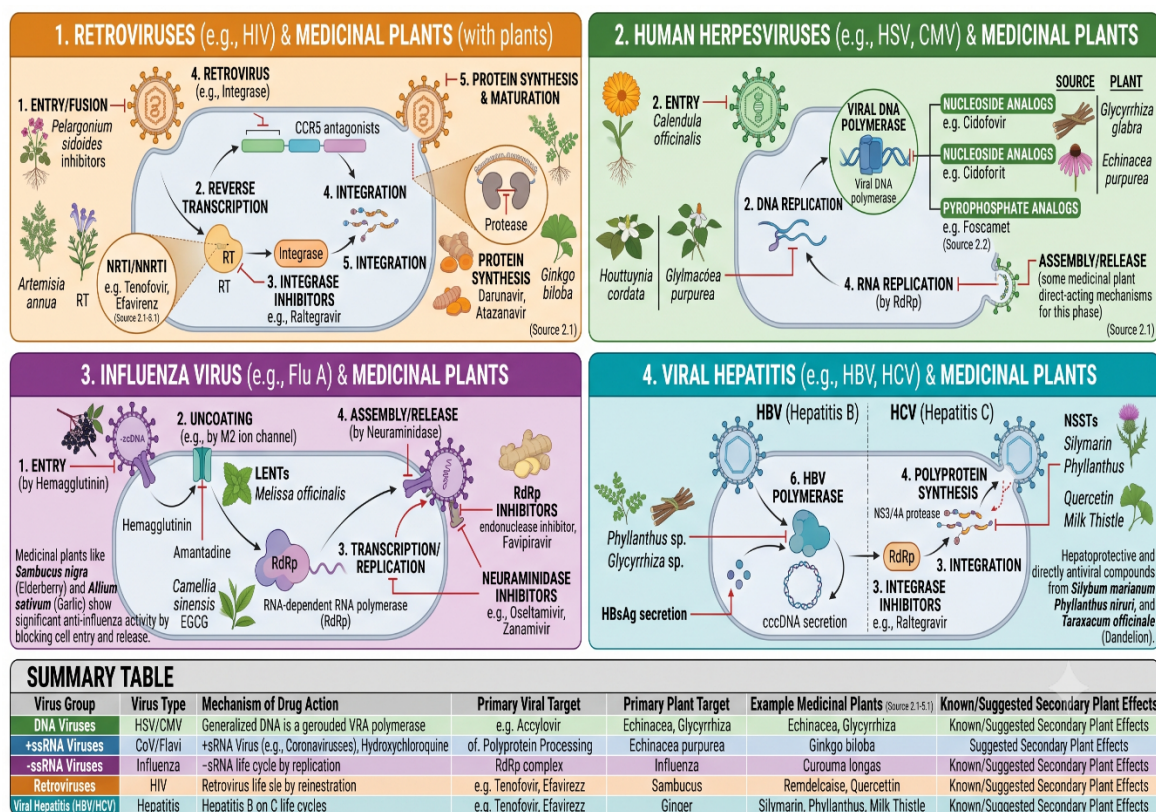 1. RETROVIRUSES (e.g., HIV) & MEDICINAL PLANTS (with plants)
1. ENTRY/FUSION
Pelargonium
sidoides
inhibitors
4. RETROVIRUS
(e.g., Integrase)
CCR5 antagonists
5. PROTEIN SYNTHESIS
& MATURATION
2. REVERSE
TRANSCRIPTION
4. INTEGRATION
Protease
Artemisia
annua
RT
NRTI/NNRTI
e.g. Tenofovir,
Efavirenz
(Source 2.1-5.1)
RT
RT
Integrase
5. INTEGRATION
3. INTEGRASE
INHIBITORS
e.g., Raltegravir
PROTEIN
SYNTHESIS
Darunavir,
Atazanavir
Ginkgo
biloba
(Source 2.1)
2. HUMAN HERPESVIRUSES (e.g., HSV, CMV) & MEDICINAL PLANTS
2. ENTRY
Calendula
officinalis
VIRAL DNA
POLYMERASE
Viral DNA
polymerase
SOURCE
PLANT
NUCLEOSIDE ANALOGS
e.g. Cidofovir
NUCLEOSIDE ANALOGS
e.g. Cidoforit
PYROPHOSPHATE ANALOGS
e.g. Foscamet
(Source 2.2)
Glycyrrhiza
glabra
Echinacea
purpurea
2. DNA REPLICATION
Houttuynia
cordata
Glylmacóea
purpurea
4. RNA REPLICATION
(by RdRp)
ASSEMBLY/RELEASE
(some medicinal plant
direct-acting mechanisms
for this phase)
(Source 2.1)
3. INFLUENZA VIRUS (e.g., Flu A) & MEDICINAL PLANTS
-zcDNA
1. ENTRY
(by Hemagglutinin)
2. UNCOATING
(e.g., by M2 ion channel)
LENTs
Melissa officinalis
4. ASSEMBLY/RELEASE
(by Neuraminidase)
RdRp
INHIBITORS
endonuclease inhibitor,
Favipiravir
Hemagglutinin
Amantadine
Medicinal plants like
Sambucus nigra
(Elderberry) and Allium
sativum (Garlic) show
significant anti-influenza activity by
blocking cell entry and release.
Camellia
sinensis
EGCG
RdRp
RNA-dependent RNA polymerase
(RdRp)
3. TRANSCRIPTION/
REPLICATION
NEURAMINIDASE
INHIBITORS
e.g., Oseltamivir,
Zanamivir
4. VIRAL HEPATITIS (e.g., HBV, HCV) & MEDICINAL PLANTS
HBV (Hepatitis B)
HCV (Hepatitis C)
Phyllanthus sp.
Glycyrrhiza sp.
6. HBV
POLYMERASE
HBsAg secretion
cccDNA secretion
4. POLYPROTEIN
SYNTHESIS
NS3/4A protease
RdRp
3. INTEGRATION
3. INTEGRASE
INHIBITORS
e.g., Raltegravir
NSSTs
Silymarin
Phyllanthus
Quercetin
Milk Thistle
Hepatoprotective and
directly antiviral compounds
from Silybum marianum
Phyllanthus niruri, and
Taraxacum officinale
(Dandelion).
SUMMARY TABLE
Virus Group Virus Type Mechanism of Drug Action Primary Viral Target Primary Plant Target Example Medicinal Plants (Source 2.1-5.1) Known/Suggested Secondary Plant Effects
DNA Viruses HSV/CMV Generalized DNA is a gerouded VRA polymerase e.g. Accylovir Echinacea, Glycyrrhiza Echinacea, Glycyrrhiza Known/Suggested Secondary Plant Effects
+ssRNA Viruses CoV/Flavi +sRNA Virus (e.g., Coronaviruses), Hydroxychloroquine of. Polyprotein Processing Echinacea purpurea Ginkgo biloba Suggested Secondary Plant Effects
-ssRNA Viruses Influenza -sRNA life cycle by replication RdRp complex Influenza Curouma longas Known/Suggested Secondary Plant Effects
Retroviruses HIV Retrovirus life sle by reinestration e.g. Tenofovir, Efavirezz Sambucus Remdelcaise, Quercettin Known/Suggested Secondary Plant Effects
Viral Hepatitis (HBV/HCV) Hepatitis Hepatitis B on C life cycles e.g. Tenofovir, Efavirezz Ginger Silymarin, Phyllanthus, Milk Thistle Known/Suggested Secondary Plant Effects